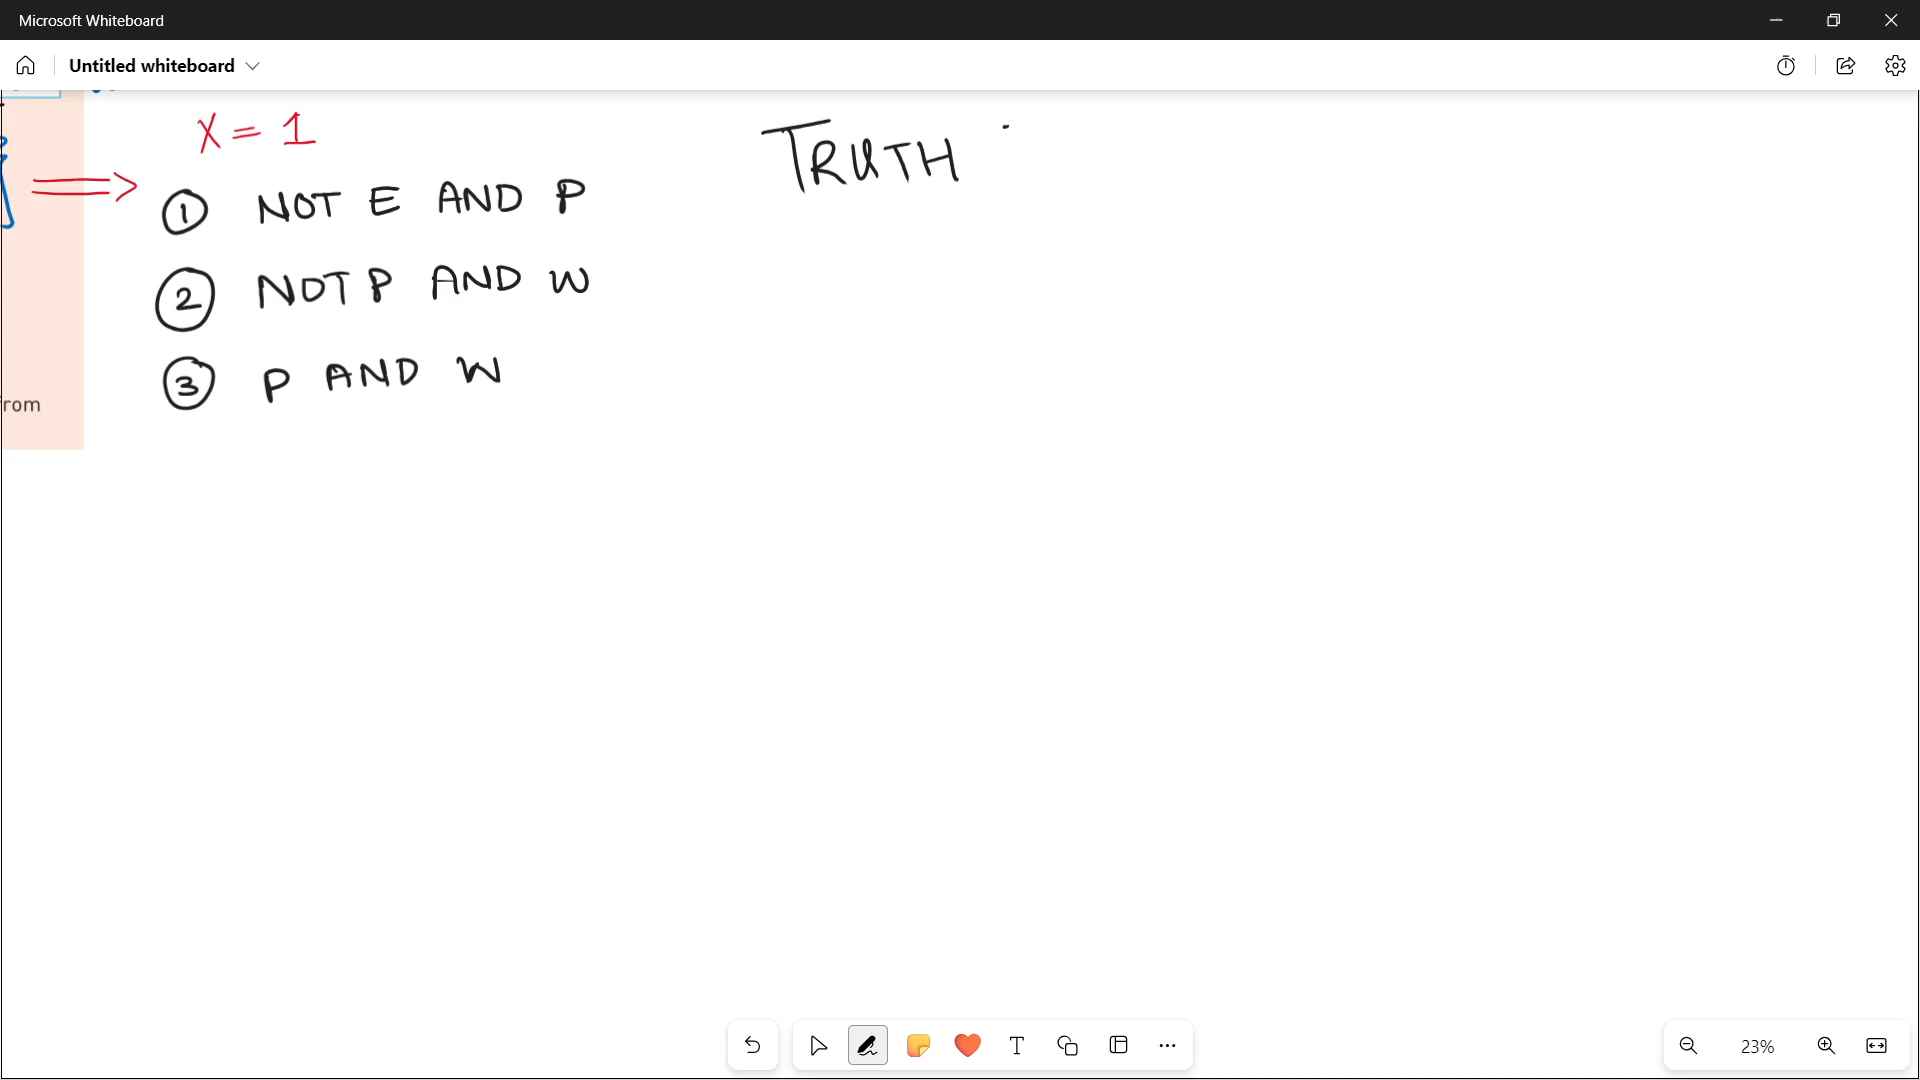 Microsoft Whiteboard
Untitled whiteboard
X = 1
TRUTH
① NOT E AND P
② NOT P AND W
③ P AND W
rom
23%